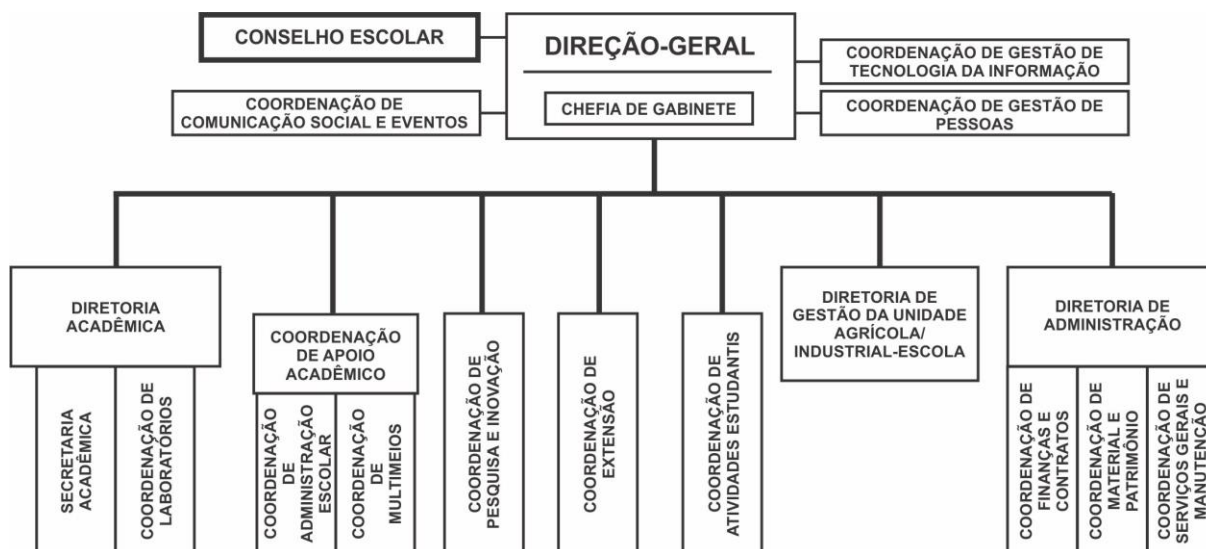 CONSELHO ESCOLAR
DIREÇÃO-GERAL
CHEFIA DE GABINETE
COORDENAÇÃO DE GESTÃO DE
TECNOLOGIA DA INFORMAÇÃO
COORDENAÇÃO DE
COMUNICAÇÃO SOCIAL E EVENTOS
COORDENAÇÃO DE GESTÃO DE
PESSOAS
DIRETORIA
ACADÊMICA
SECRETARIA
ACADÊMICA
COORDENAÇÃO DE
LABORATÓRIOS
COORDENAÇÃO
DE APOIO
ACADÊMICO
COORDENAÇÃO
DE
ADMINISTRAÇÃO
ESCOLAR
COORDENAÇÃO
DE
MULTIMEIOS
COORDENAÇÃO DE
PESQUISA E INOVAÇÃO
COORDENAÇÃO DE
EXTENSÃO
COORDENAÇÃO DE
ATIVIDADES ESTUDANTIS
DIRETORIA DE
GESTÃO DA UNIDADE
AGRÍCOLA/
INDUSTRIAL-ESCOLA
DIRETORIA DE
ADMINISTRAÇÃO
COORDENAÇÃO DE
FINANÇAS E
CONTRATOS
COORDENAÇÃO DE
MATERIAL E
PATRIMÔNIO
COORDENAÇÃO DE
SERVIÇOS GERAIS E
MANUTENÇÃO